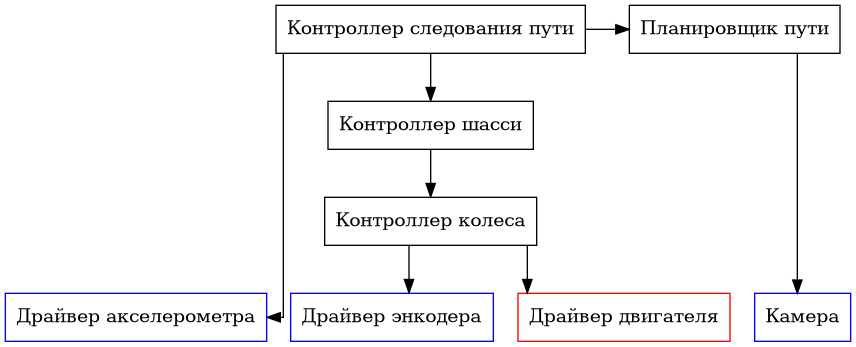 Контроллер следования пути
Планировщик пути
Контроллер шасси
Контроллер колеса
Драйвер акселерометра
Драйвер энкодера
Драйвер двигателя
Камера